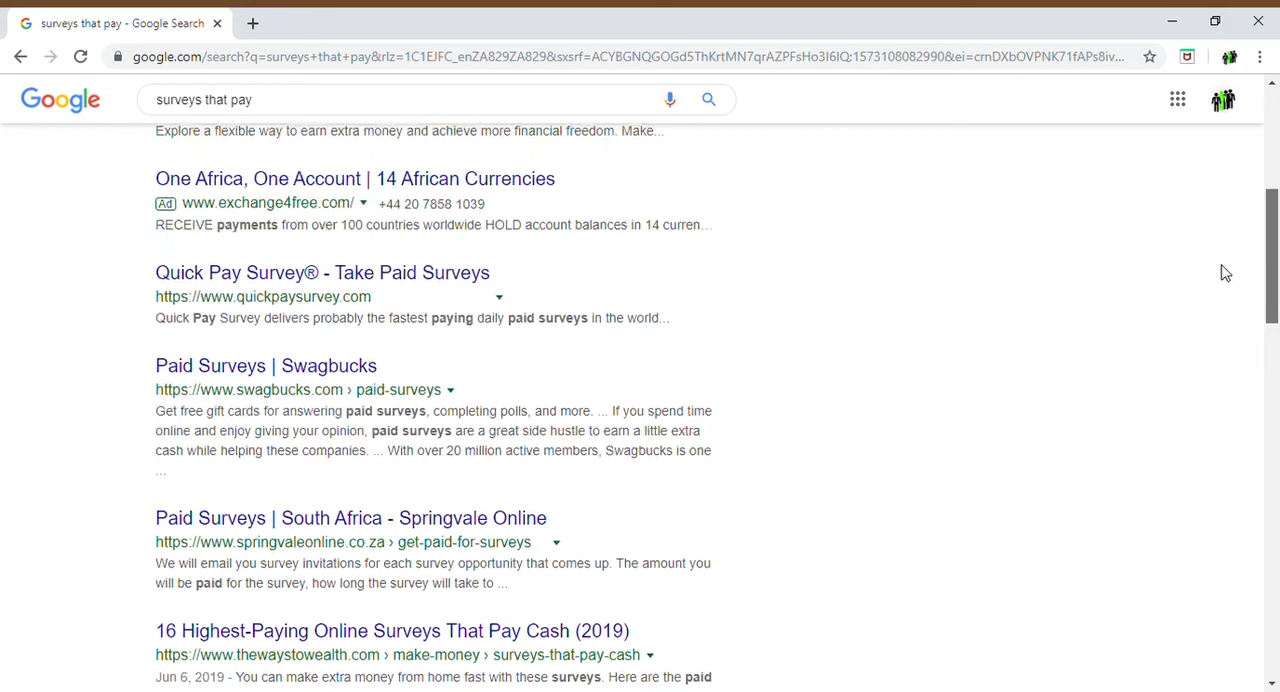 surveys that pay - Google Search
google.com/search?q=surveys+that+pay&rlz=1C1EJFC_enZA829ZA829&sxsrf=ACYBGNQGOGd5ThKrtMN7qrAZPFsHo3I6IQ:1573108082990&ei=crnDXbOVPNK71fAPs8iv...
Google
surveys that pay
Explore a flexible way to earn extra money and achieve more financial freedom. Make...
One Africa, One Account | 14 African Currencies
Ad www.exchange4free.com/ +44 20 7858 1039
RECEIVE payments from over 100 countries worldwide HOLD account balances in 14 curren...
Quick Pay Survey® - Take Paid Surveys
https://www.quickpaysurvey.com
Quick Pay Survey delivers probably the fastest paying daily paid surveys in the world...
Paid Surveys | Swagbucks
https://www.swagbucks.com › paid-surveys
Get free gift cards for answering paid surveys, completing polls, and more. ... If you spend time
online and enjoy giving your opinion, paid surveys are a great side hustle to earn a little extra
cash while helping these companies. ... With over 20 million active members, Swagbucks is one
...
Paid Surveys | South Africa - Springvale Online
https://www.springvaleonline.co.za › get-paid-for-surveys
We will email you survey invitations for each survey opportunity that comes up. The amount you
will be paid for the survey, how long the survey will take to ...
16 Highest-Paying Online Surveys That Pay Cash (2019)
https://www.thewaystowealth.com › make-money › surveys-that-pay-cash
Jun 6, 2019 - You can make extra money from home fast with these surveys. Here are the paid